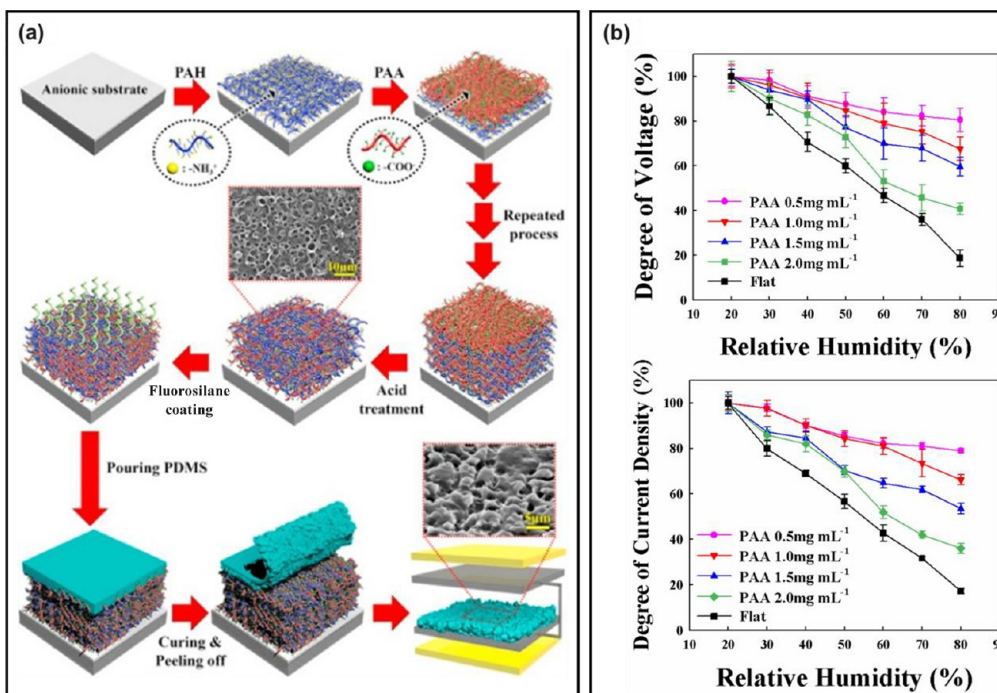 (a)
PAH
PAA
Anionic substrate
: -NH₃⁺
: -COO⁻
Repeated
process
10μm
Fluorosilane
coating
Acid
treatment
Pouring PDMS
5μm
Curing &
Peeling off
(b)
Degree of Voltage (%)
100
80
60
40
20
0
PAA 0.5mg mL⁻¹
PAA 1.0mg mL⁻¹
PAA 1.5mg mL⁻¹
PAA 2.0mg mL⁻¹
Flat
10 20 30 40 50 60 70 80 9
Relative Humidity (%)
Degree of Current Density (%)
100
80
60
40
20
0
PAA 0.5mg mL⁻¹
PAA 1.0mg mL⁻¹
PAA 1.5mg mL⁻¹
PAA 2.0mg mL⁻¹
Flat
10 20 30 40 50 60 70 80 9
Relative Humidity (%)